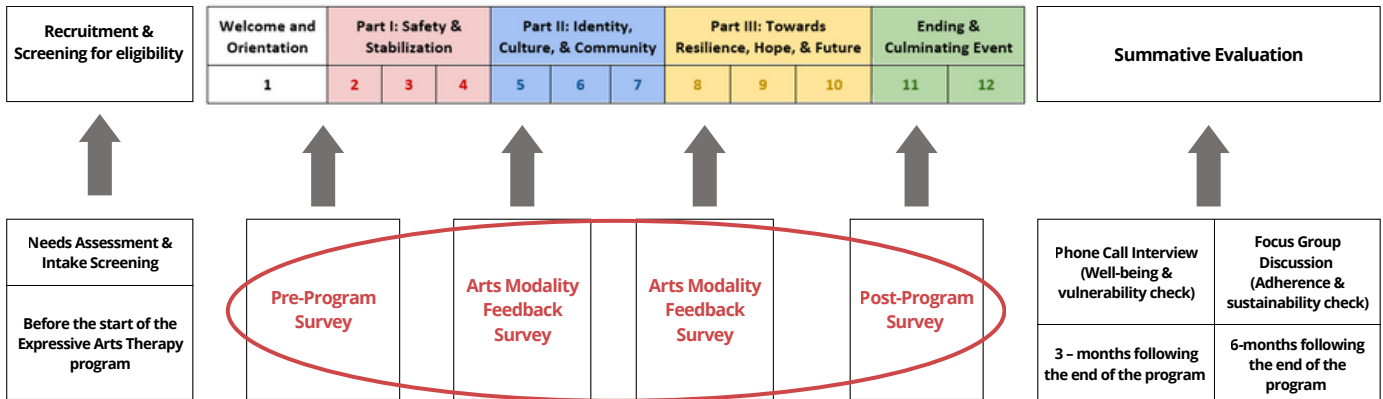 Recruitment &
Screening for eligibility
Welcome and
Orientation
1
Part I: Safety &
Stabilization
2 3 4
Part II: Identity,
Culture, & Community
5 6 7
Part III: Towards
Resilience, Hope, & Future
8 9 10
Ending &
Culminating Event
11 12
Summative Evaluation
Needs Assessment &
Intake Screening
Before the start of the
Expressive Arts Therapy
program
Pre-Program
Survey
Arts Modality
Feedback
Survey
Arts Modality
Feedback
Survey
Post-Program
Survey
Phone Call Interview
(Well-being &
vulnerability check)
3 – months following
the end of the program
Focus Group
Discussion
(Adherence &
sustainability check)
6-months following
the end of the
program